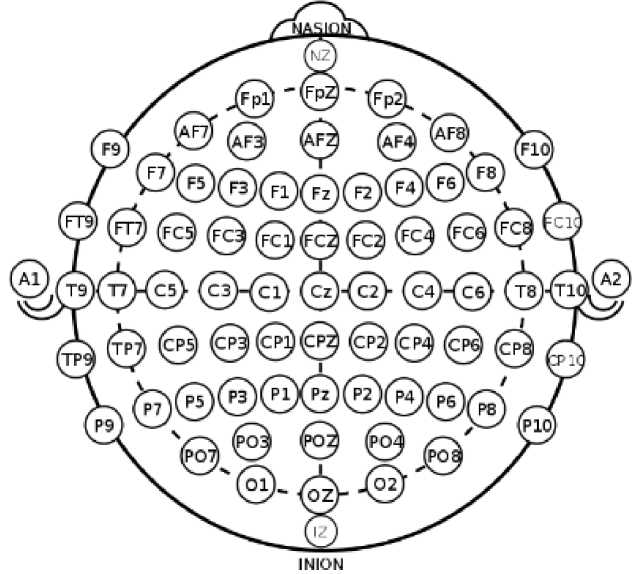 NASION
NZ
Fp1 FpZ Fp2
AF7 AF3 AFZ AF4 AF8
F9 F10
F7 F5 F3 F1 Fz F2 F4 F6 F8
FT9 FT7 FC5 FC3 FC1 FCZ FC2 FC4 FC6 FC8 FC10
A1 T9 T7 C5 C3 C1 Cz C2 C4 C6 T8 T10 A2
TP9 TP7 CP5 CP3 CP1 CPZ CP2 CP4 CP6 CP8 CP10
P7 P5 P3 P1 Pz P2 P4 P6 P8
P9 P10
PO7 PO3 POZ PO4 PO8
O1 OZ O2
IZ
INION